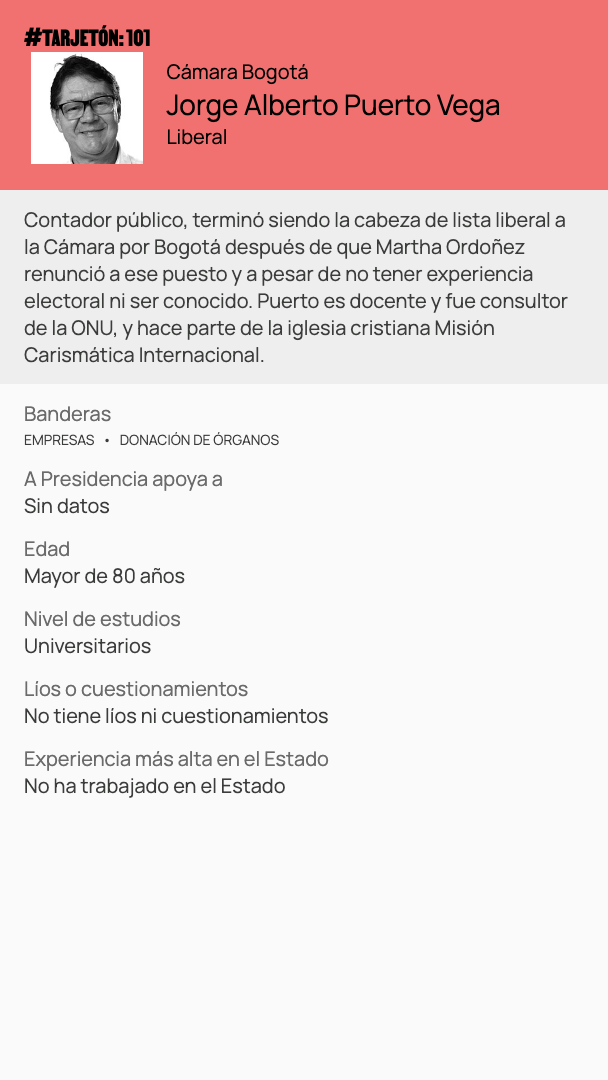 #TARJETÓN: 101
Cámara Bogotá
Jorge Alberto Puerto Vega
Liberal
Contador público, terminó siendo la cabeza de lista liberal a
la Cámara por Bogotá después de que Martha Ordoñez
renunció a ese puesto y a pesar de no tener experiencia
electoral ni ser conocido. Puerto es docente y fue consultor
de la ONU, y hace parte de la iglesia cristiana Misión
Carismática Internacional.
Banderas
EMPRESAS • DONACIÓN DE ÓRGANOS
A Presidencia apoya a
Sin datos
Edad
Mayor de 80 años
Nivel de estudios
Universitarios
Líos o cuestionamientos
No tiene líos ni cuestionamientos
Experiencia más alta en el Estado
No ha trabajado en el Estado